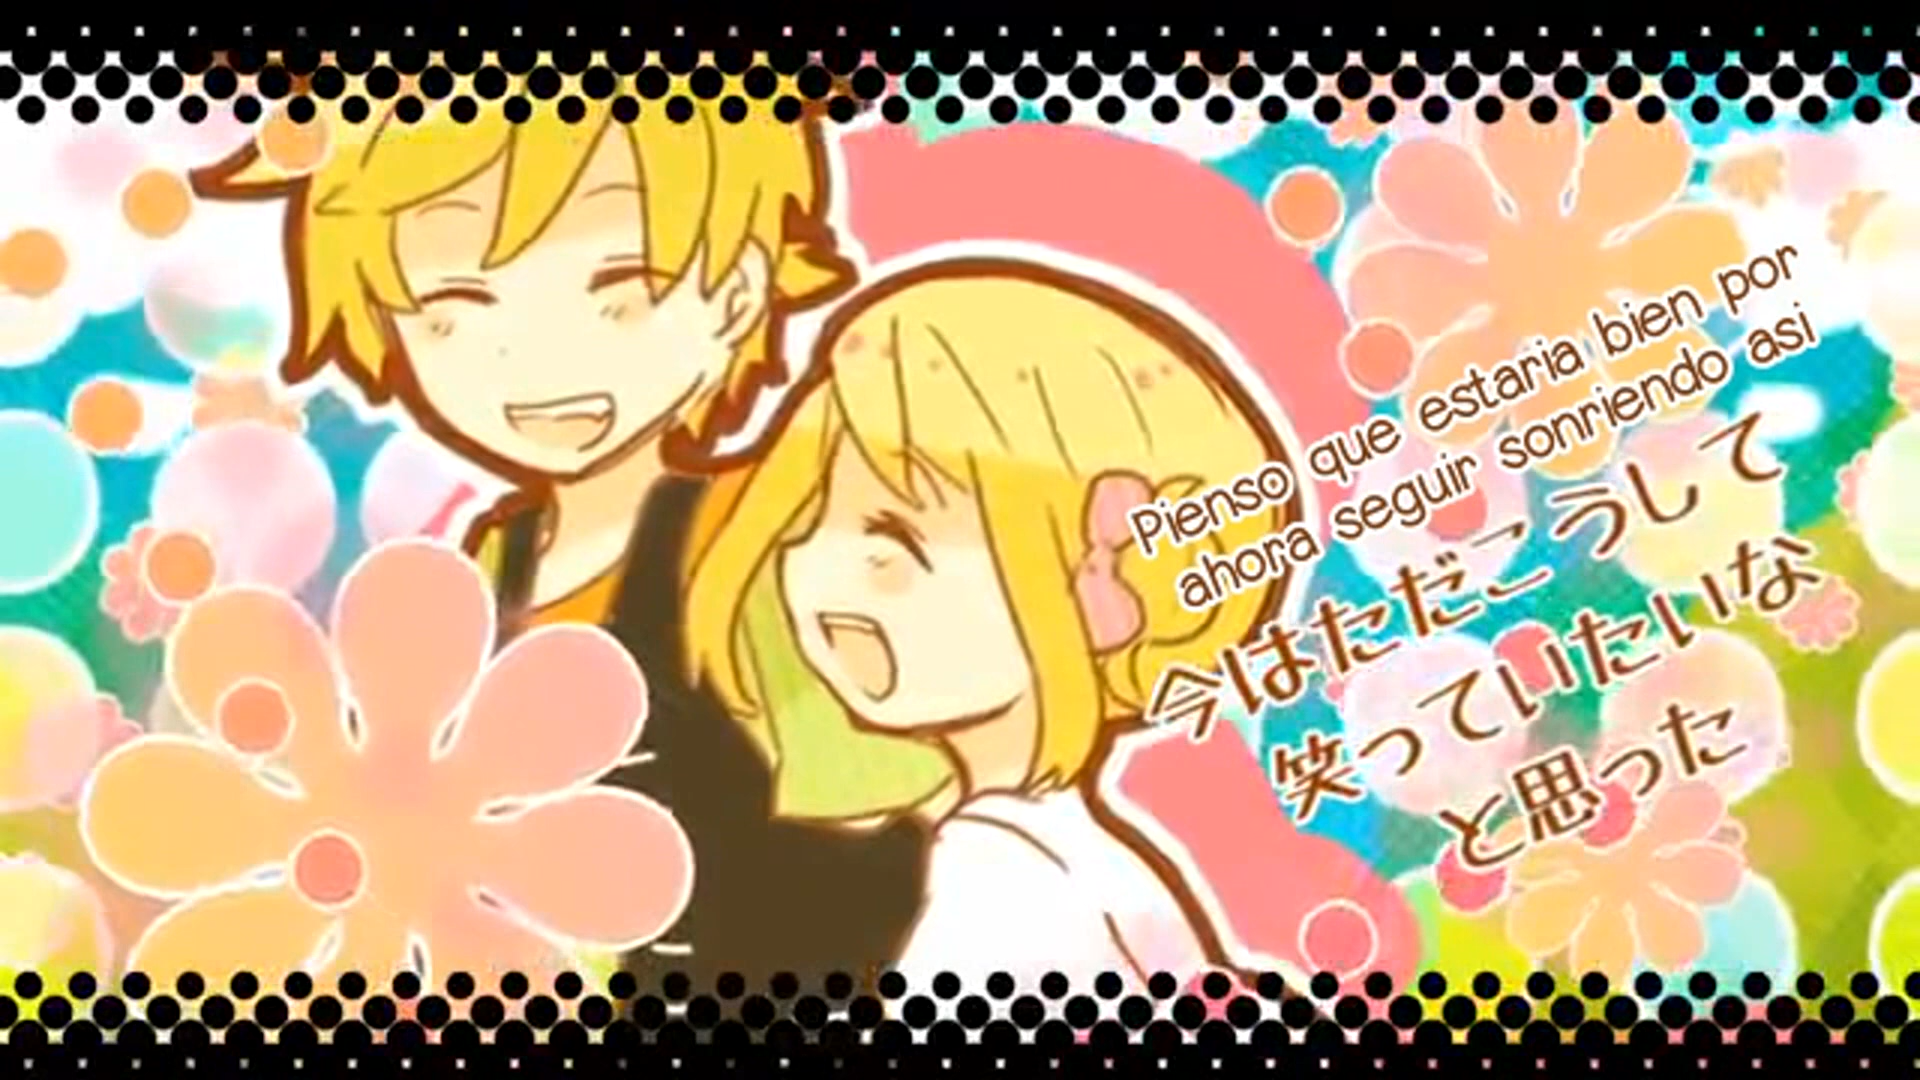 Pienso que estaria bien por
ahora seguir sonriendo asi
今はただこうして
笑っていたいな
と思った